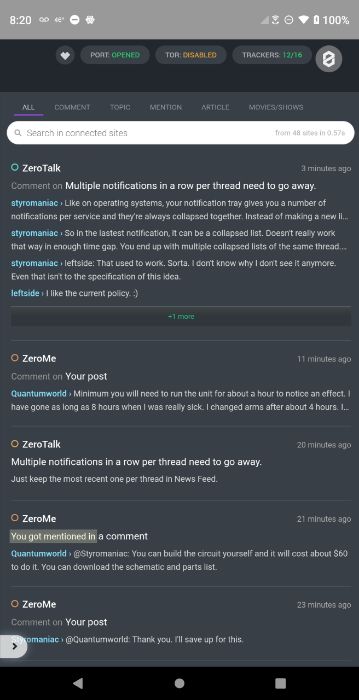 8:20
46°
100%
PORT: OPENED
TOR: DISABLED
TRACKERS: 12/16
ALL COMMENT TOPIC MENTION ARTICLE MOVIES/SHOWS
Search in connected sites
from 48 sites in 0.57s
ZeroTalk
3 minutes ago
Comment on Multiple notifications in a row per thread need to go away.
styromaniac › Like on operating systems, your notification tray gives you a number of
notifications per service and they're always collapsed together. Instead of making a new li...
styromaniac › So in the lastest notification, it can be a collapsed list. Doesn't really work
that way in enough time gap. You end up with multiple collapsed lists of the same thread...
styromaniac › leftside: That used to work. Sorta. I don't know why I don't see it anymore.
Even that isn't to the specification of this idea.
leftside › I like the current policy. :)
+1 more
ZeroMe
11 minutes ago
Comment on Your post
Quantumworld › Minimum you will need to run the unit for about a hour to notice an effect. I
have gone as long as 8 hours when I was really sick. I changed arms after about 4 hours. I...
ZeroTalk
20 minutes ago
Multiple notifications in a row per thread need to go away.
Just keep the most recent one per thread in News Feed.
ZeroMe
21 minutes ago
You got mentioned in a comment
Quantumworld › @Styromaniac: You can build the circuit yourself and it will cost about $60
to do it. You can download the schematic and parts list.
ZeroMe
23 minutes ago
Comment on Your post
Styromaniac › @Quantumworld: Thank you. I'll save up for this.